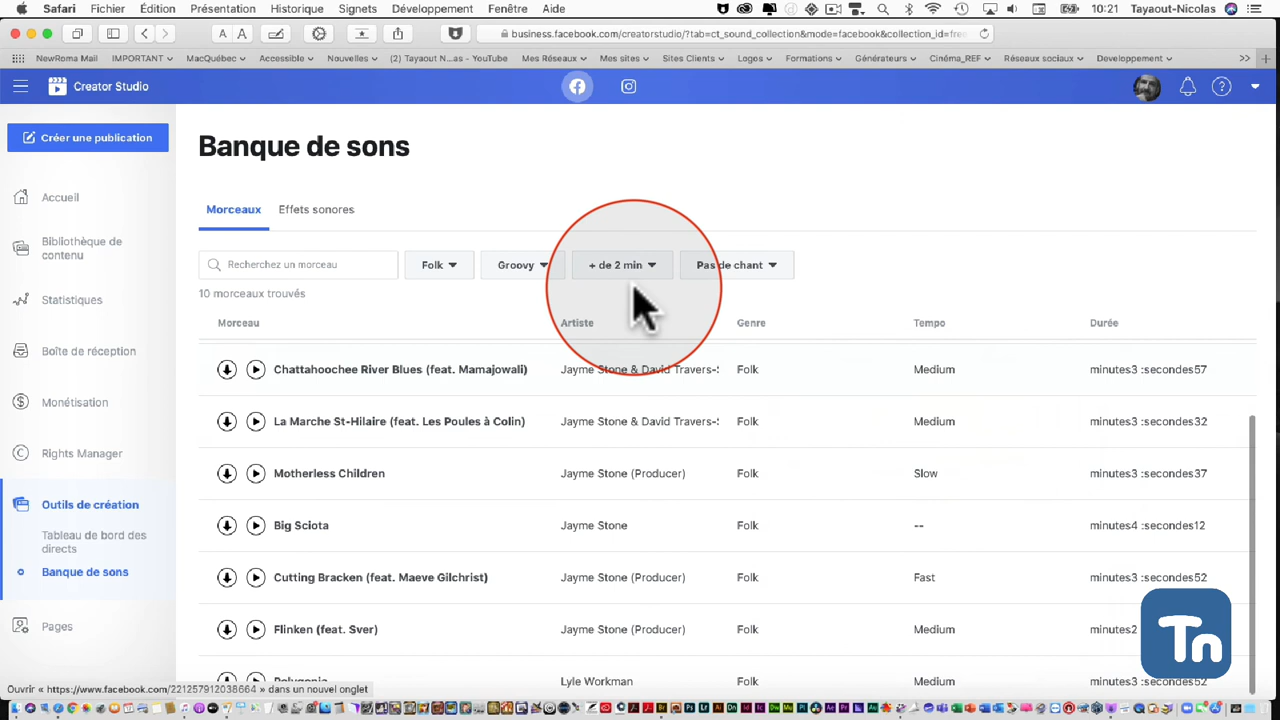 Safari Fichier Édition Présentation Historique Signets Développement Fenêtre Aide 10:21 Tayaout-Nicolas
A A business.facebook.com/creatorstudio/?tab=ct_sound_collection&mode=facebook&collection_id=free
NewRoma Mail IMPORTANT MacQuébec Accessible Nouvelles (2) Tayaout N...as - YouTube Mes Réseaux Mes sites Sites Clients Logos Formations Générateurs Cinéma_REF Réseaux sociaux Developpement >> +
Creator Studio
Créer une publication
Accueil
Bibliothèque de
contenu
Statistiques
Boîte de réception
Monétisation
Rights Manager
Outils de création
Tableau de bord des
directs
Banque de sons
Pages
Banque de sons
Morceaux Effets sonores
Recherchez un morceau Folk Groovy + de 2 min Pas de chant
10 morceaux trouvés
Morceau Artiste Genre Tempo Durée
Chattahoochee River Blues (feat. Mamajowali) Jayme Stone & David Travers-S Folk Medium minutes3 :secondes57
La Marche St-Hilaire (feat. Les Poules à Colin) Jayme Stone & David Travers-S Folk Medium minutes3 :secondes32
Motherless Children Jayme Stone (Producer) Folk Slow minutes3 :secondes37
Big Sciota Jayme Stone Folk -- minutes4 :secondes12
Cutting Bracken (feat. Maeve Gilchrist) Jayme Stone (Producer) Folk Fast minutes3 :secondes52
Flinken (feat. Sver) Jayme Stone (Producer) Folk Medium minutes2
Polygonia Lyle Workman Folk Medium minutes3 :secondes52
Ouvrir « https://www.facebook.com/221257912038664 » dans un nouvel onglet
Tn